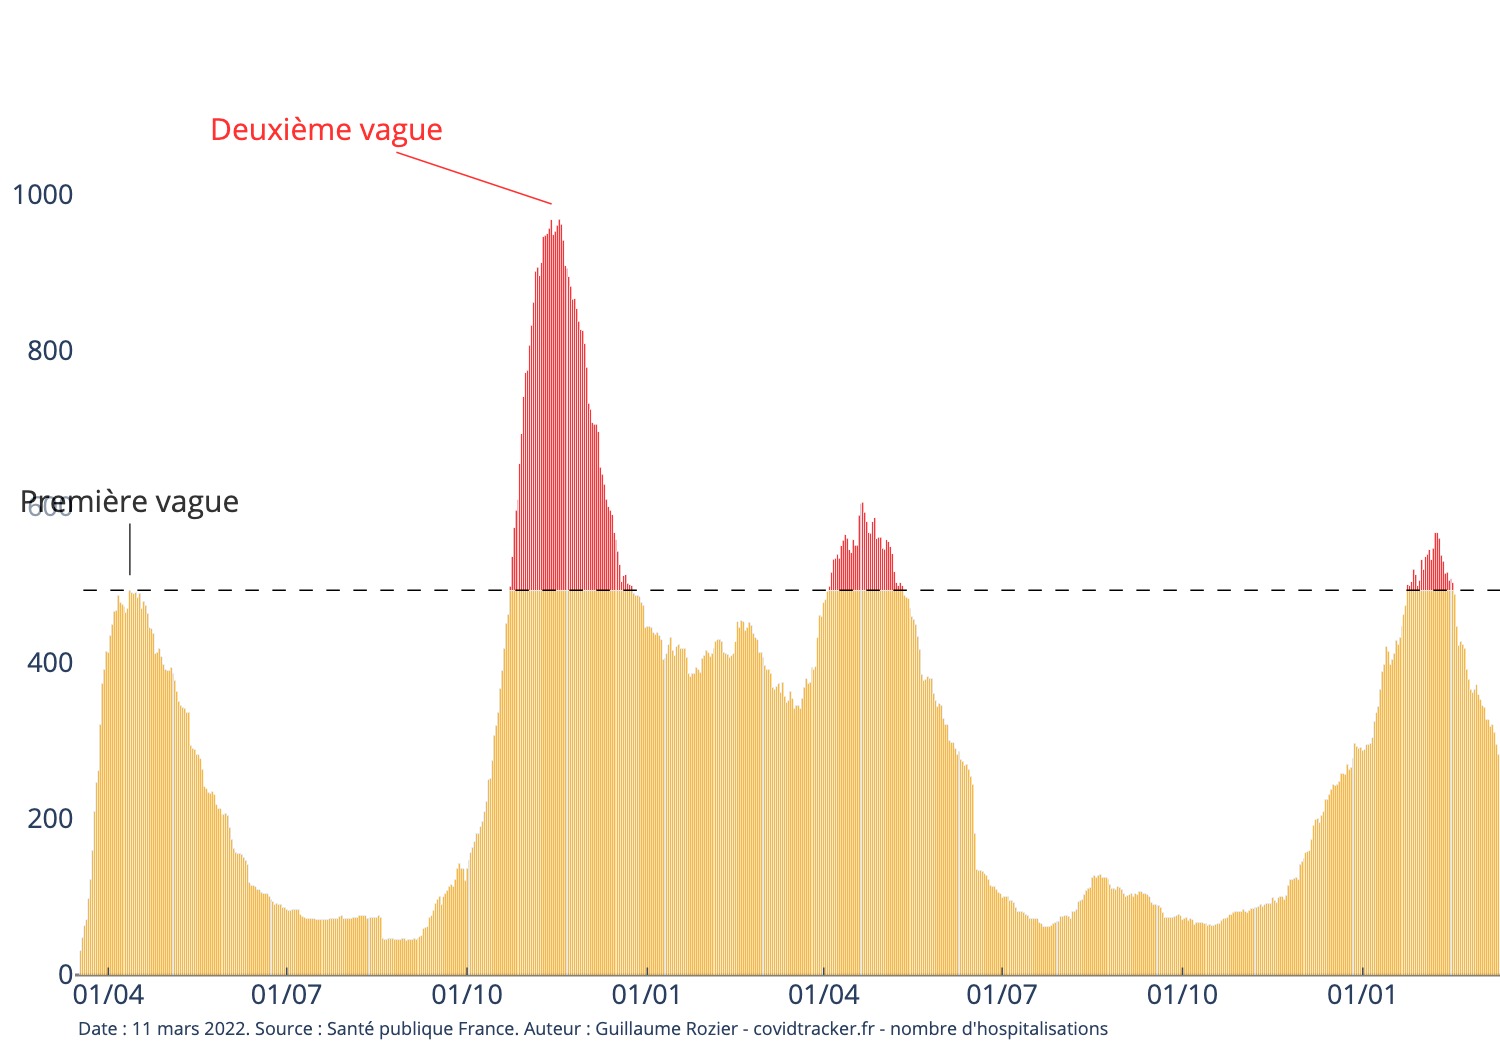 Deuxième vague
1000
800
600
Première vague
400
200
0
01/04 01/07 01/10 01/01 01/04 01/07 01/10 01/01
Date : 11 mars 2022. Source : Santé publique France. Auteur : Guillaume Rozier - covidtracker.fr - nombre d'hospitalisations